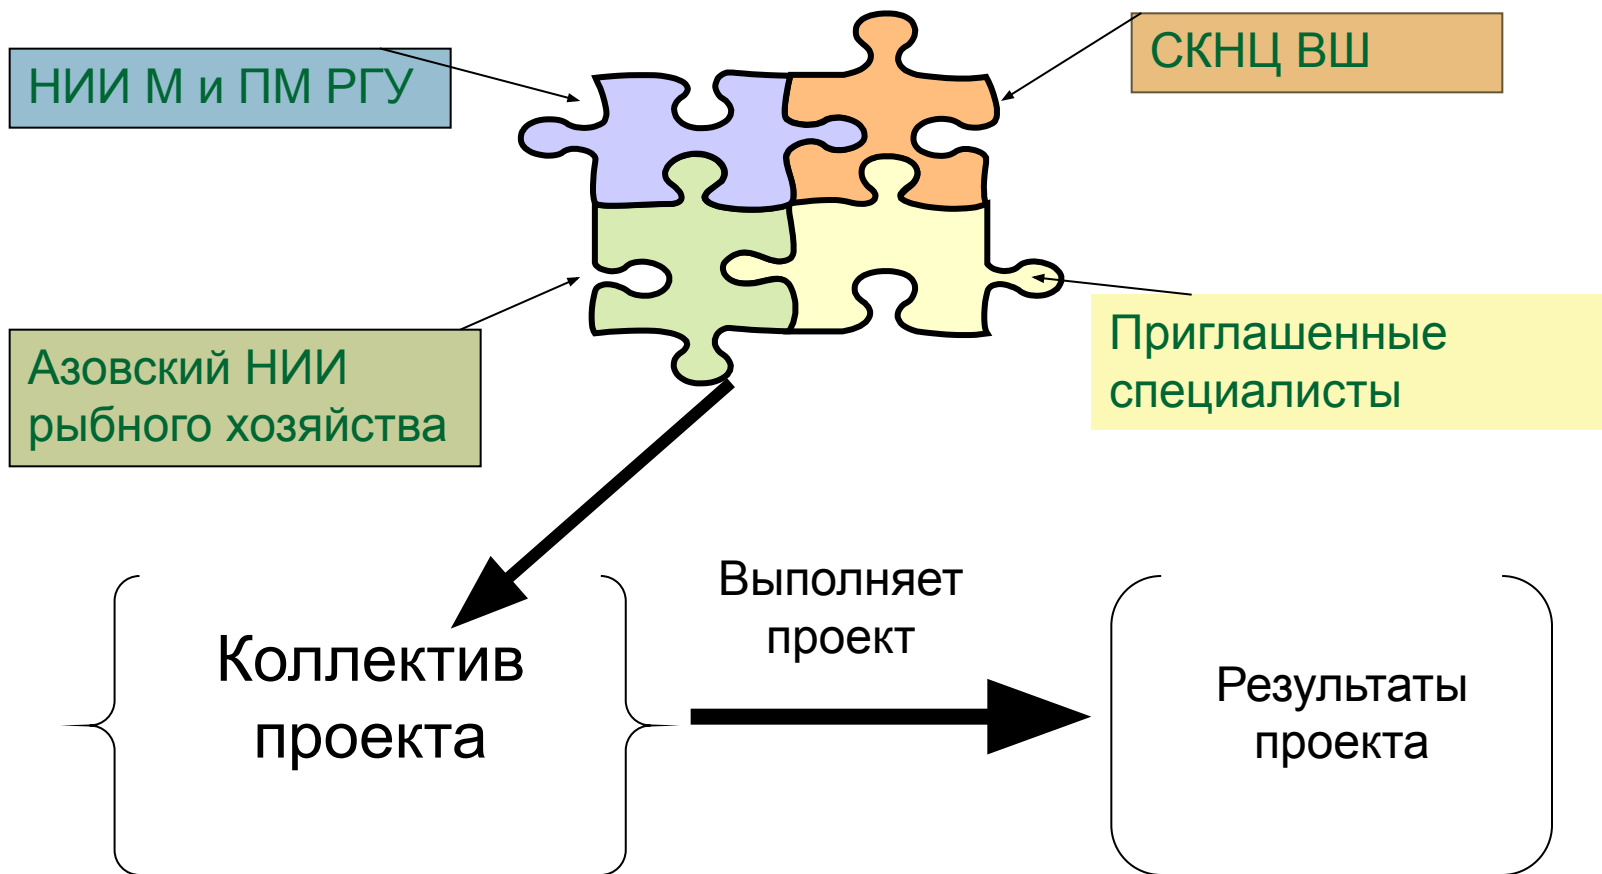 НИИ М и ПМ РГУ
СКНЦ ВШ
Азовский НИИ
рыбного хозяйства
Приглашенные
специалисты
Коллектив
проекта
Выполняет
проект
Результаты
проекта